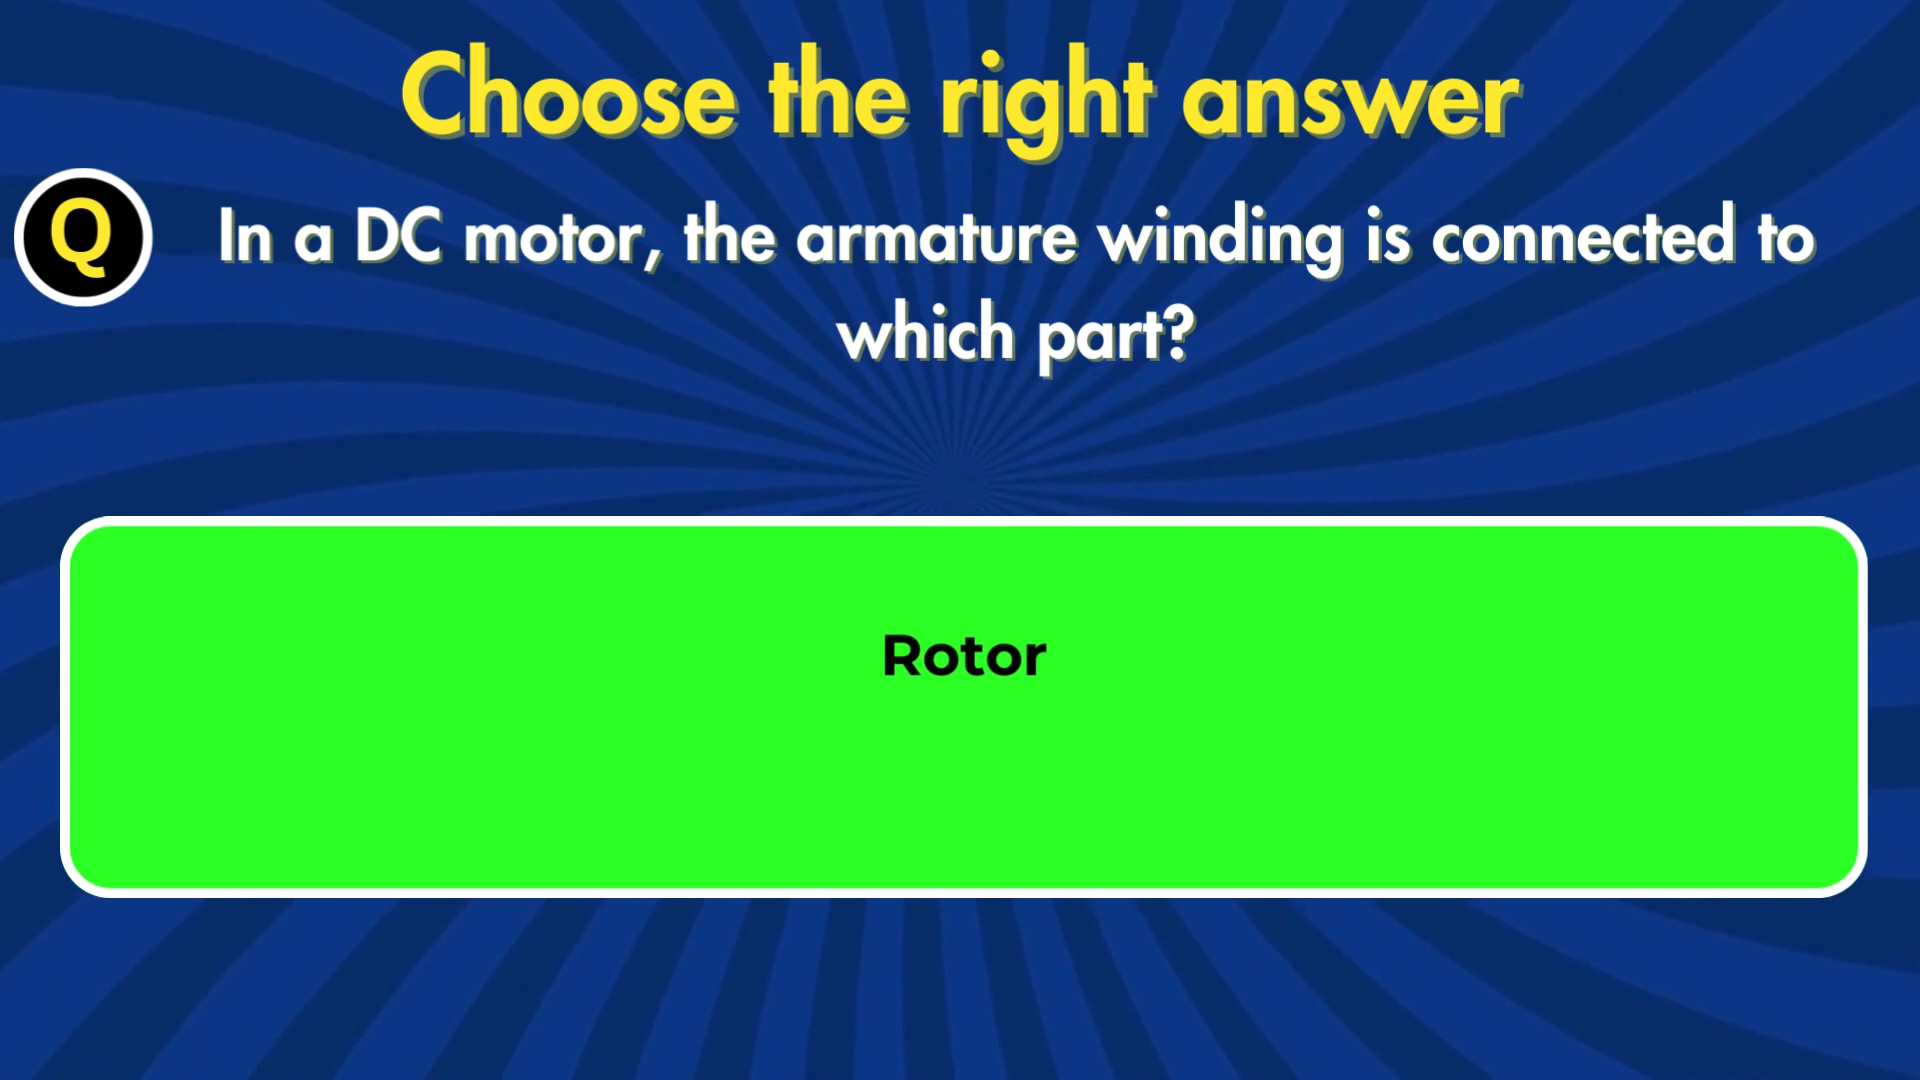 Choose the right answer
Q
In a DC motor, the armature winding is connected to
which part?
Rotor